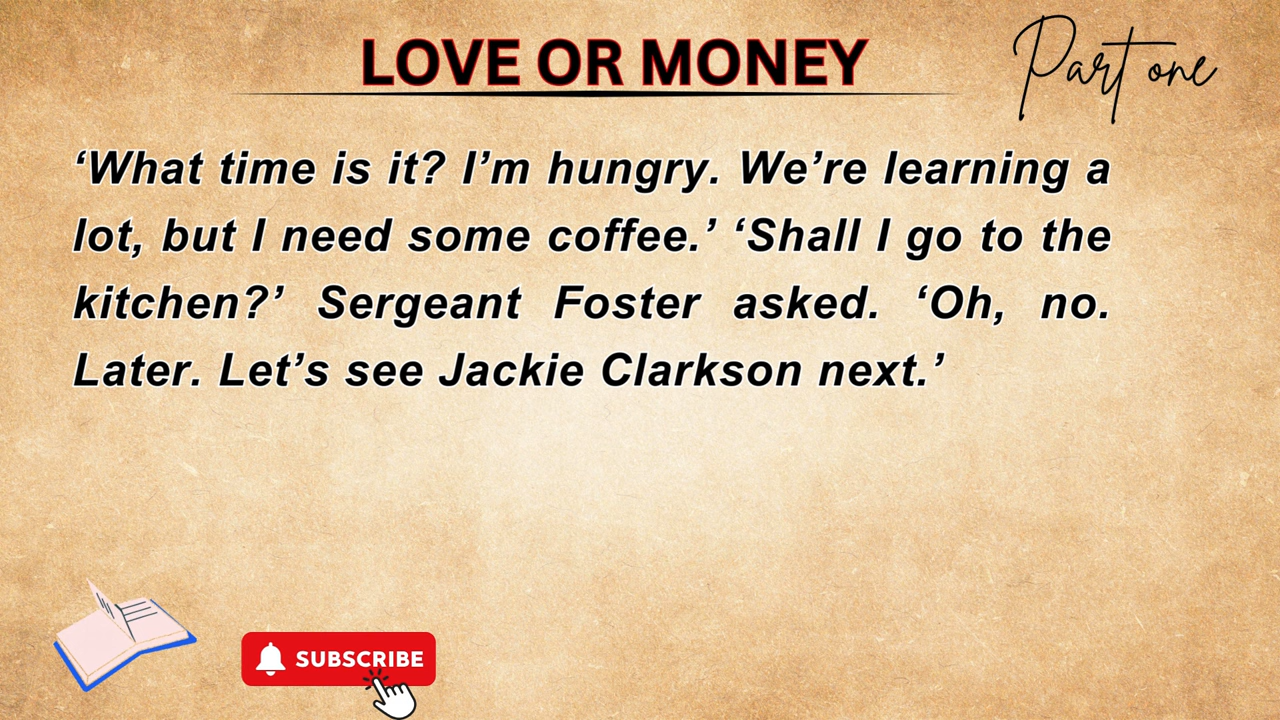 LOVE OR MONEY
Part one
‘What time is it? I’m hungry. We’re learning a
lot, but I need some coffee.’ ‘Shall I go to the
kitchen?’ Sergeant Foster asked. ‘Oh, no.
Later. Let’s see Jackie Clarkson next.’
SUBSCRIBE